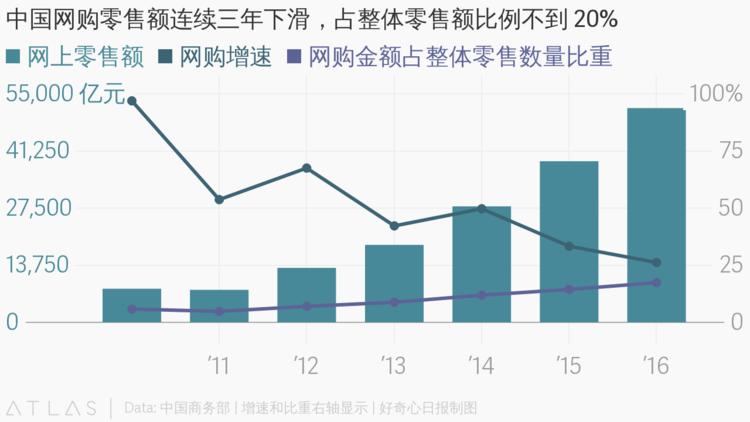 中国网购零售额连续三年下滑，占整体零售额比例不到 20%
网上零售额 网购增速 网购金额占整体零售数量比重
55,000 亿元 100%
41,250 75
27,500 50
13,750 25
0 0
’11 ’12 ’13 ’14 ’15 ’16
ATLAS | Data: 中国商务部 | 增速和比重右轴显示 | 好奇心日报制图